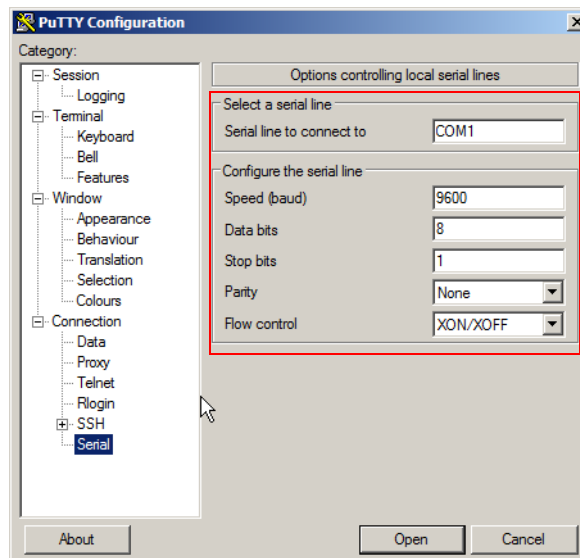 PuTTY Configuration
Category:
Session
Logging
Terminal
Keyboard
Bell
Features
Window
Appearance
Behaviour
Translation
Selection
Colours
Connection
Data
Proxy
Telnet
Rlogin
SSH
Serial
Options controlling local serial lines
Select a serial line
Serial line to connect to COM1
Configure the serial line
Speed (baud) 9600
Data bits 8
Stop bits 1
Parity None
Flow control XON/XOFF
About Open Cancel